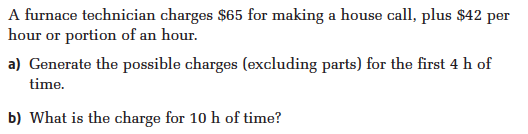 A furnace technician charges $65 for making a house call, plus $42 per
hour or portion of an hour.
a) Generate the possible charges (excluding parts) for the first 4 h of
time.
b) What is the charge for 10 h of time?